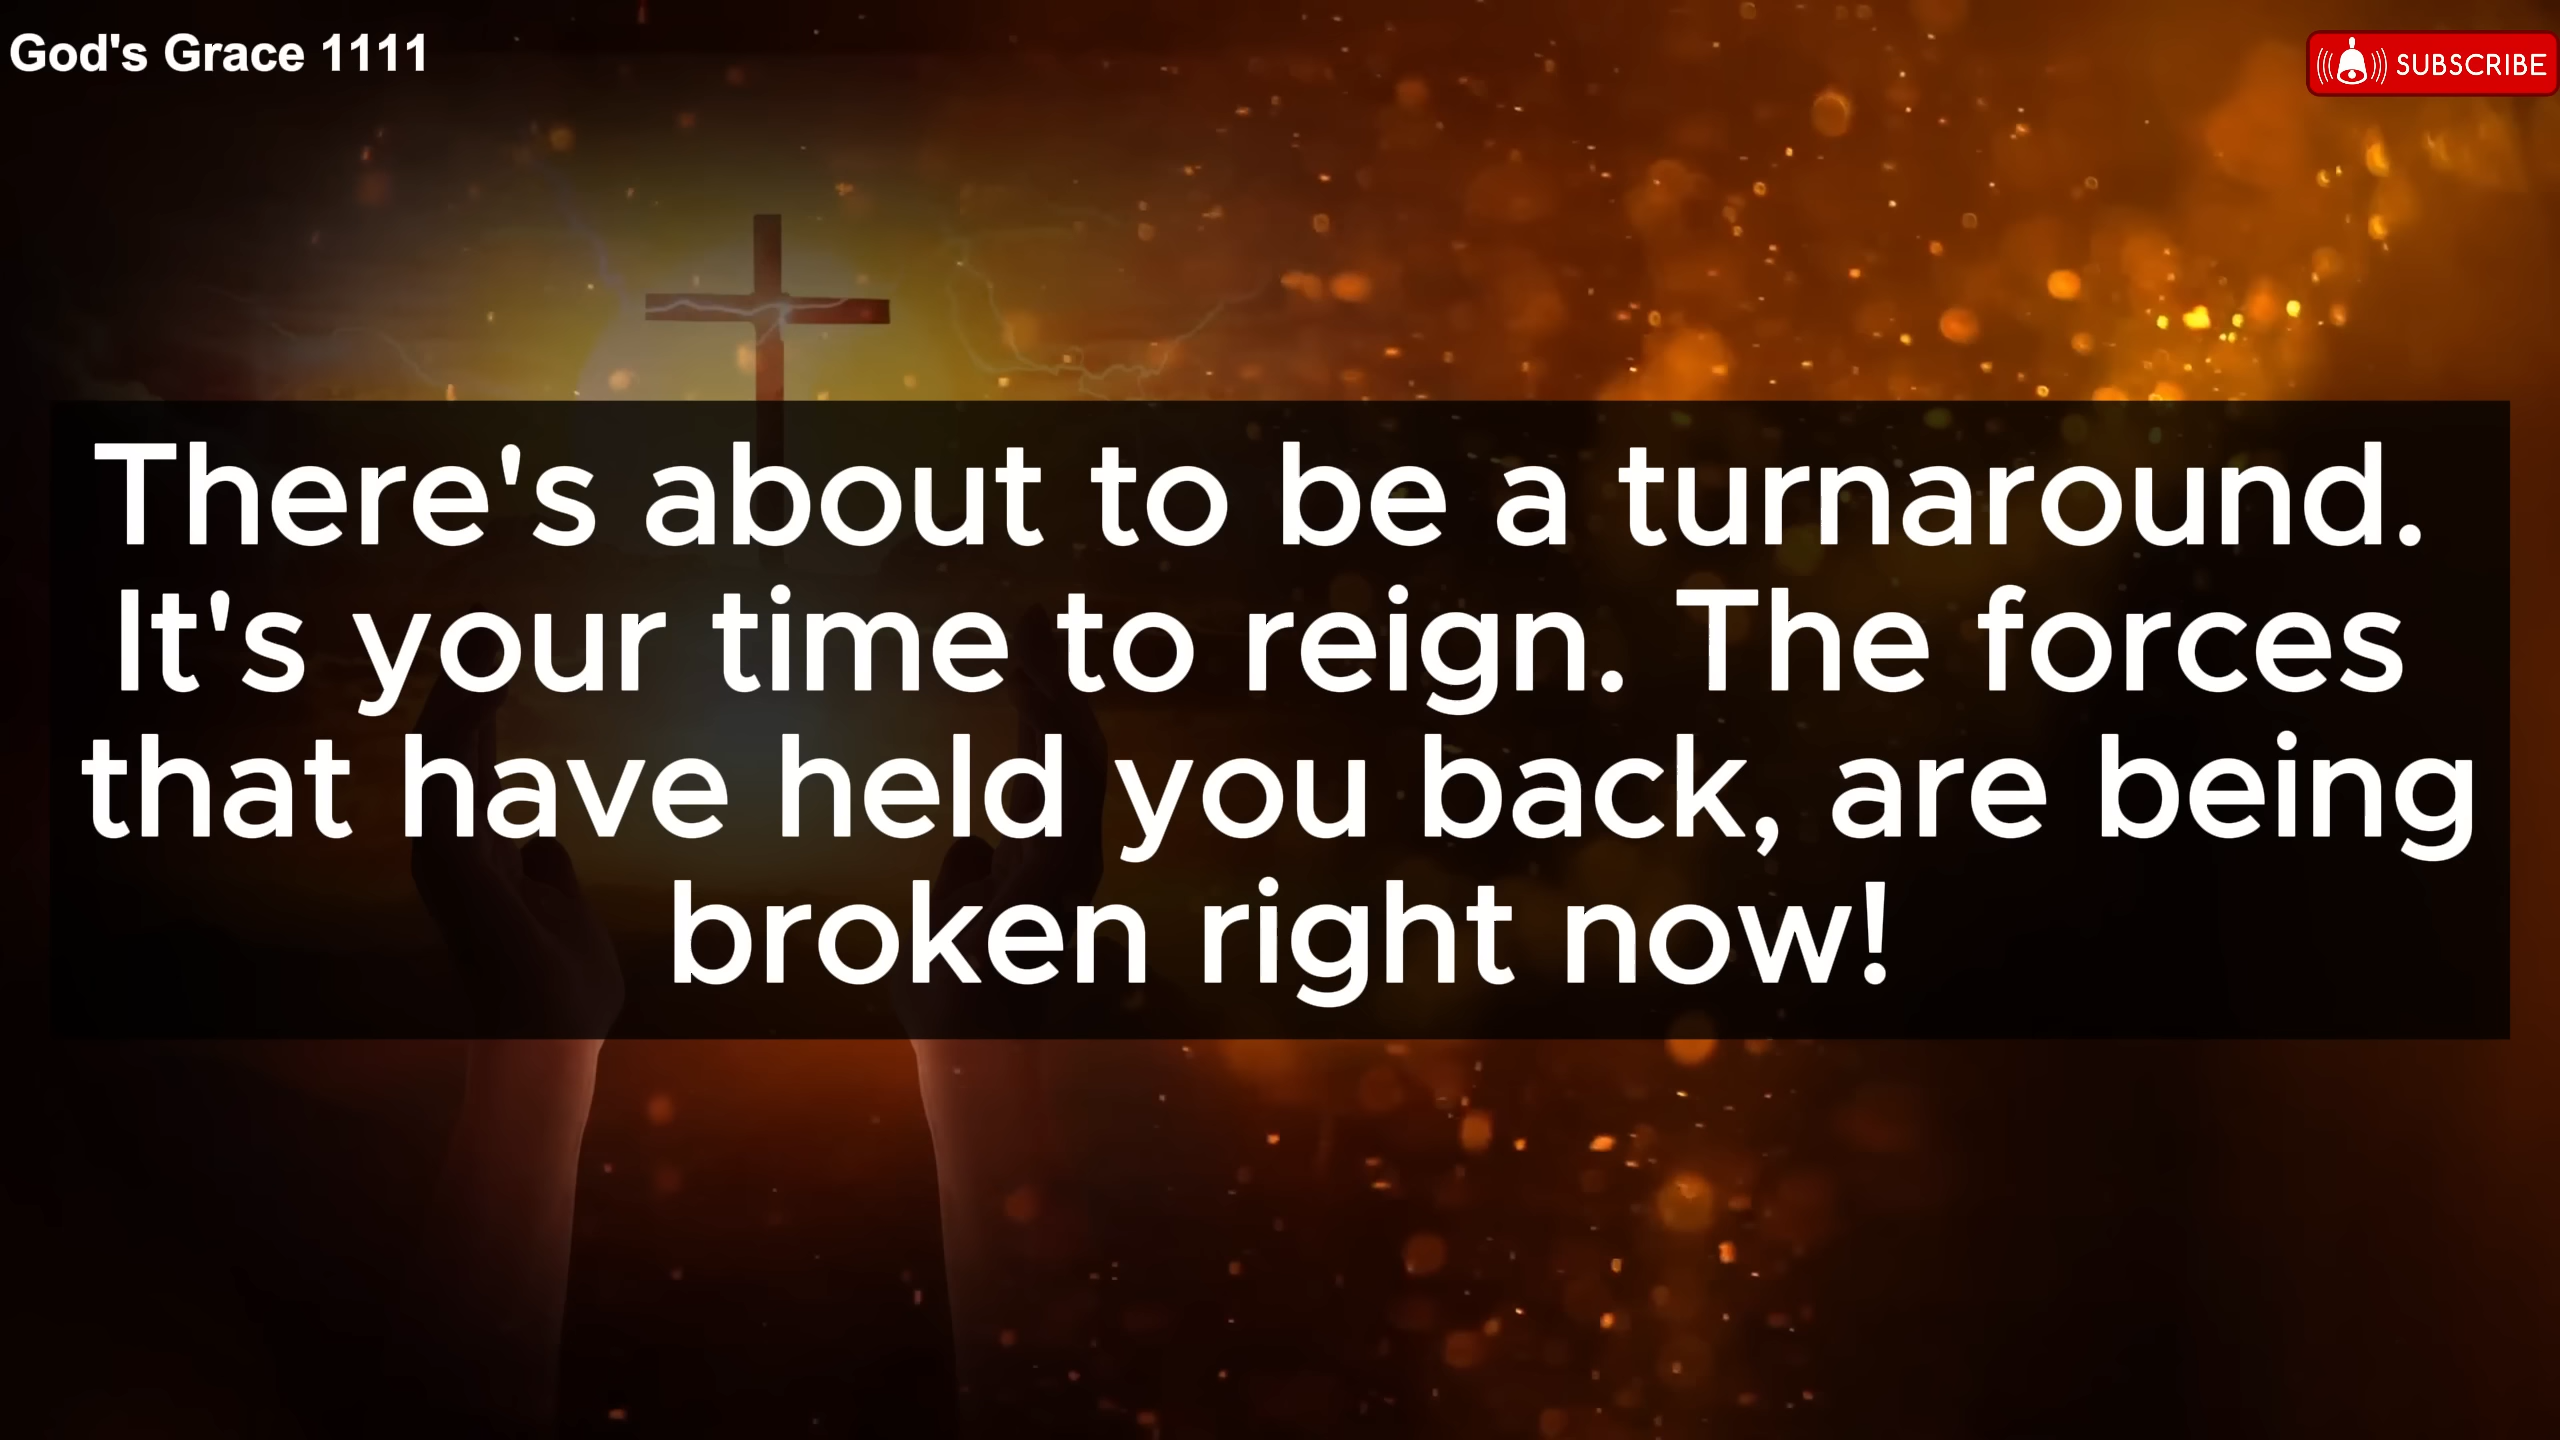 God's Grace 1111
SUBSCRIBE
There's about to be a turnaround.
It's your time to reign. The forces
that have held you back, are being
broken right now!